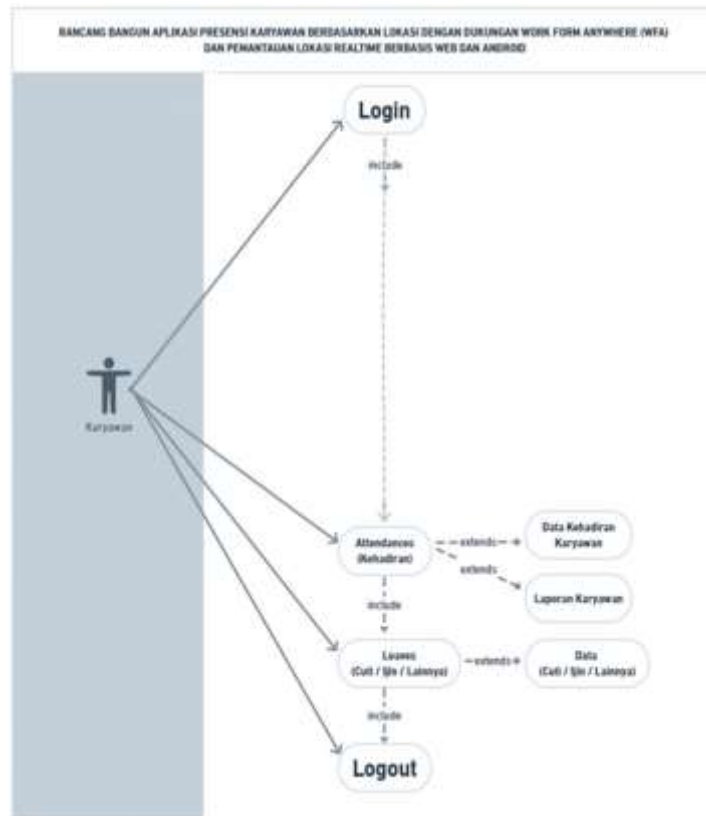 RANCANG BANGUN APLIKASI PRESENSI KARYAWAN BERDASARKAN LOKASI DENGAN DUKUNGAN WORK FORM ANYWHERE (WFA)
DAN PEMANTAUAN LOKASI REALTIME BERBASIS WEB DAN ANDROID
Login
include
Karyawan
Attendances
(Kehadiran)
extends
Data Kehadiran
Karyawan
extends
Laporan Karyawan
include
Leaves
(Cuti / Ijin / Lainnya)
extends
Data
(Cuti / Ijin / Lainnya)
include
Logout